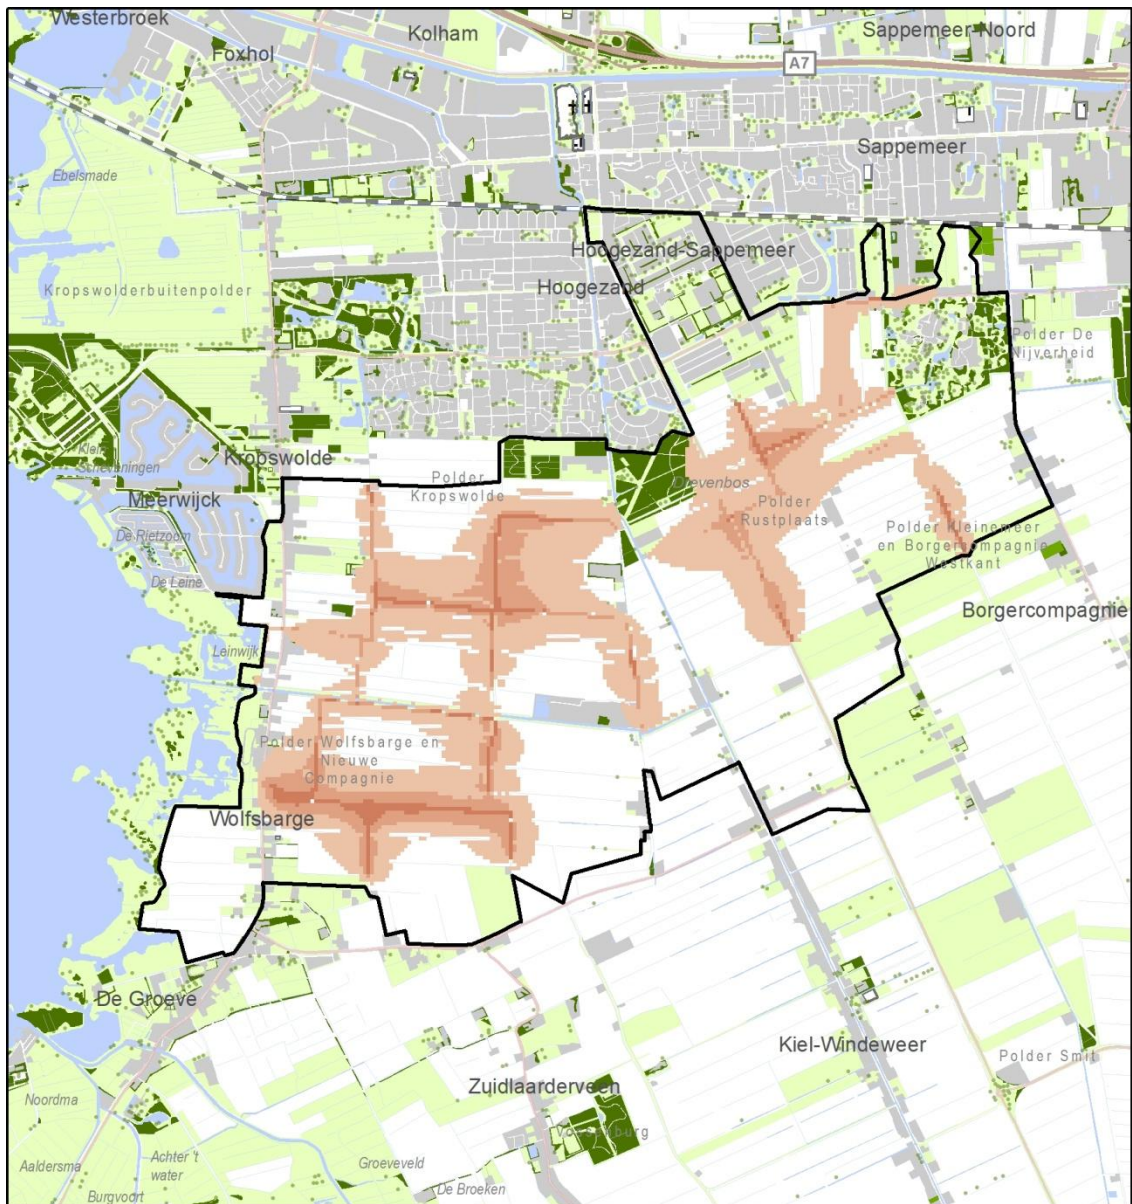 Westerbroek
Kolham
Sappemeer-Noord
Foxhol
A7
Sappemeer
Ebelsmade
Hoogezand-Sappemeer
Hoogezand
Kropswolderbuitenpolder
Polder De
Nijverheid
Klein
Scheveningen
Kropswolde
Polder
Kropswolde
Drevenbos
Meerwijck
Polder
Rustplaats
De Rietzoom
Polder Kleinemeer
en Borgercompagnie
Westkant
De Leine
Borgercompagnie
Leinwijk
Polder Wolfsbarge en
Nieuwe
Compagnie
Wolfsbarge
De Groeve
Kiel-Windeweer
Polder Smit
Zuidlaarderveen
Noordma
Vossenburg
Achter 't
water
Groeveveld
Aaldersma
De Broeken
Burgvoort